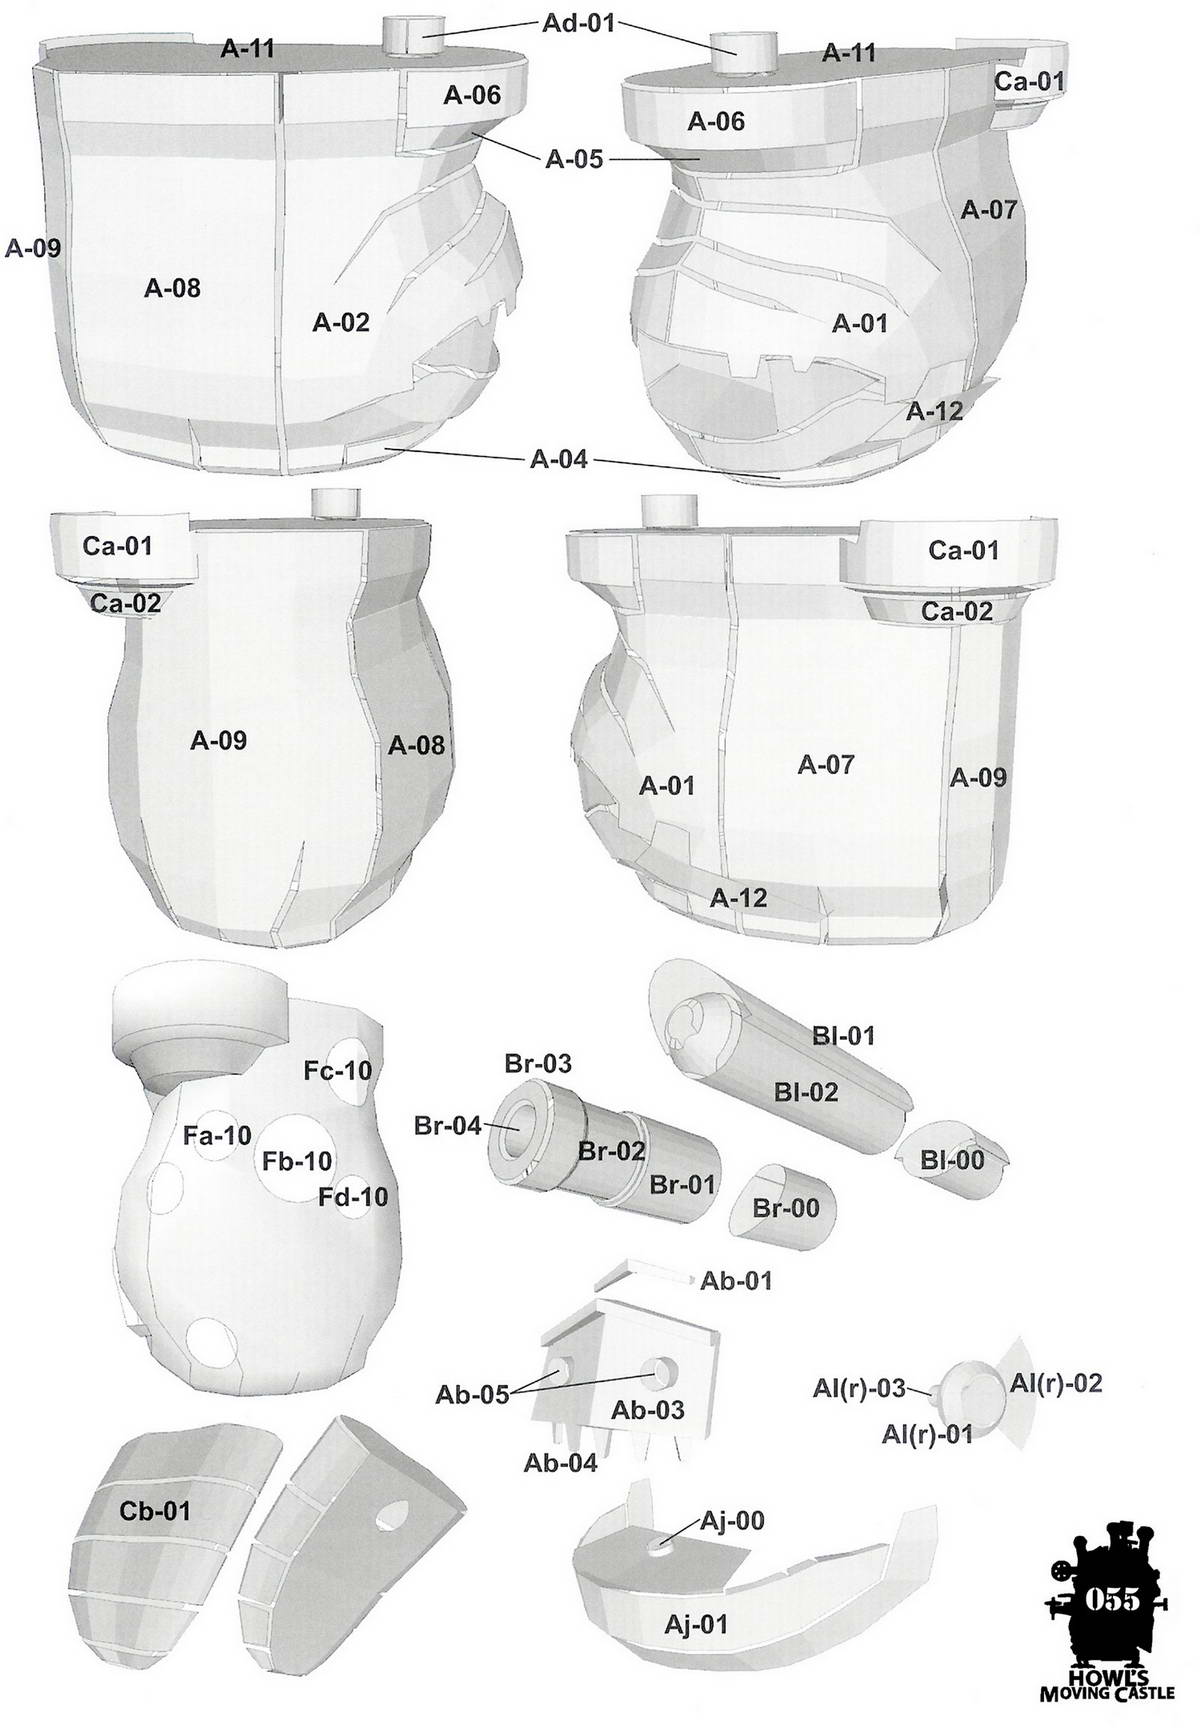 Ad-01
A-11
A-06
A-05
A-09
A-08
A-02
A-04
A-11
Ca-01
A-06
A-07
A-01
A-12
Ca-01
Ca-02
A-09
A-08
Ca-01
Ca-02
A-01
A-07
A-09
A-12
Fc-10
Fa-10
Fb-10
Fd-10
Bl-01
Bl-02
Bl-00
Br-03
Br-04
Br-02
Br-01
Br-00
Ab-01
Ab-05
Ab-03
Ab-04
Al(r)-03
Al(r)-02
Al(r)-01
Cb-01
Aj-00
Aj-01
055
HOWL'S
MOVING CASTLE